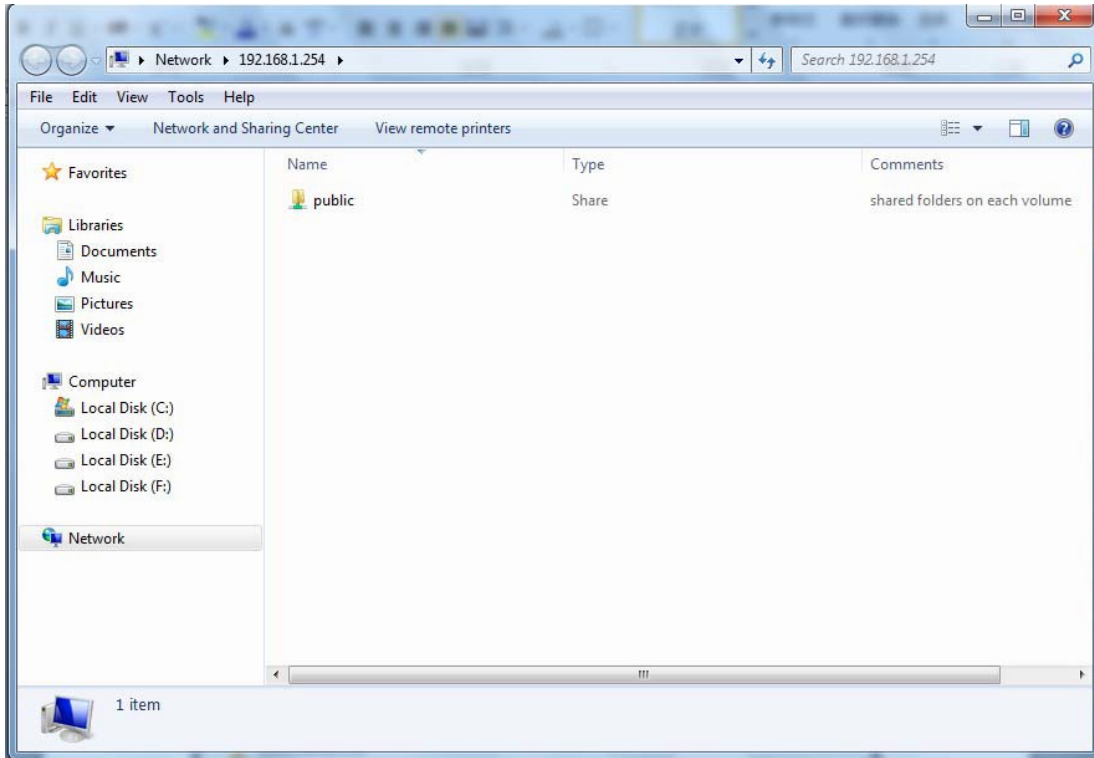 Network ▸ 192.168.1.254 ▸
Search 192.168.1.254
File Edit View Tools Help
Organize ▾ Network and Sharing Center View remote printers
Favorites
Libraries
Documents
Music
Pictures
Videos
Computer
Local Disk (C:)
Local Disk (D:)
Local Disk (E:)
Local Disk (F:)
Network
Name Type Comments
public Share shared folders on each volume
1 item